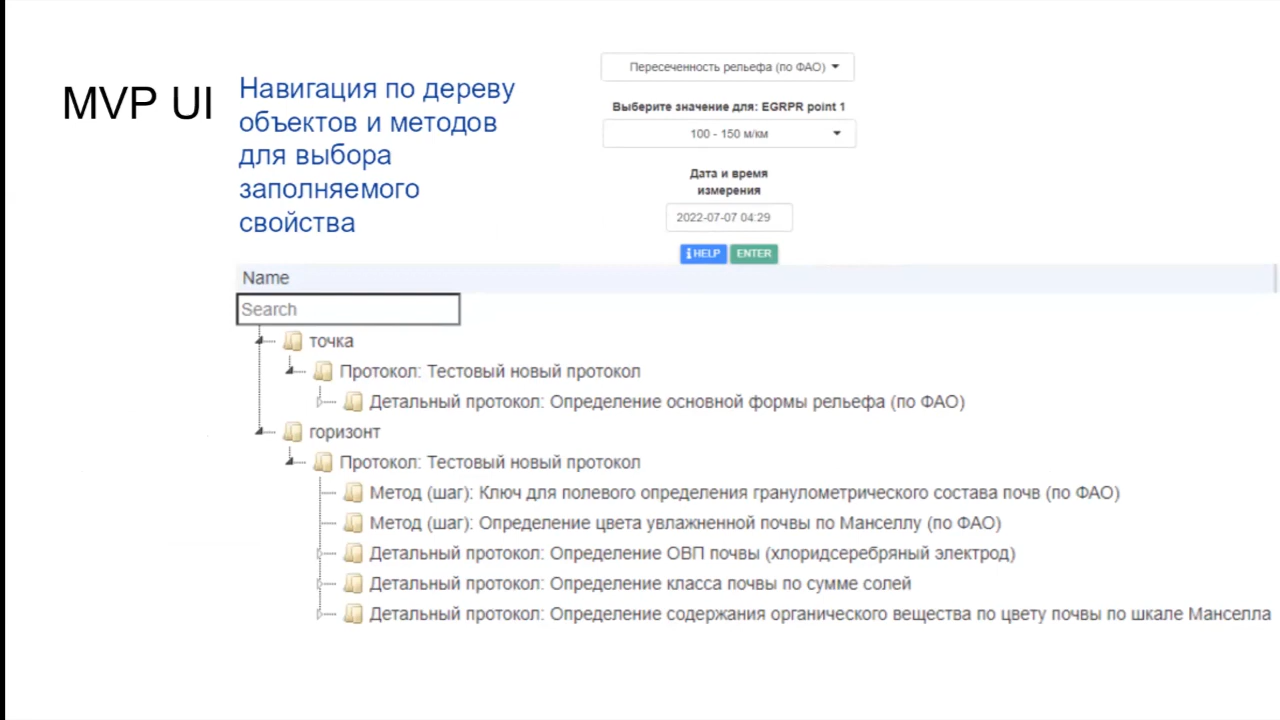 MVP UI
Навигация по дереву
объектов и методов
для выбора
заполняемого
свойства
Пересеченность рельефа (по ФАО)
Выберите значение для: EGRPR point 1
100 - 150 м/км
Дата и время
измерения
2022-07-07 04:29
HELP ENTER
Name
Search
точка
Протокол: Тестовый новый протокол
Детальный протокол: Определение основной формы рельефа (по ФАО)
горизонт
Протокол: Тестовый новый протокол
Метод (шаг): Ключ для полевого определения гранулометрического состава почв (по ФАО)
Метод (шаг): Определение цвета увлажненной почвы по Манселлу (по ФАО)
Детальный протокол: Определение ОВП почвы (хлоридсеребряный электрод)
Детальный протокол: Определение класса почвы по сумме солей
Детальный протокол: Определение содержания органического вещества по цвету почвы по шкале Манселла